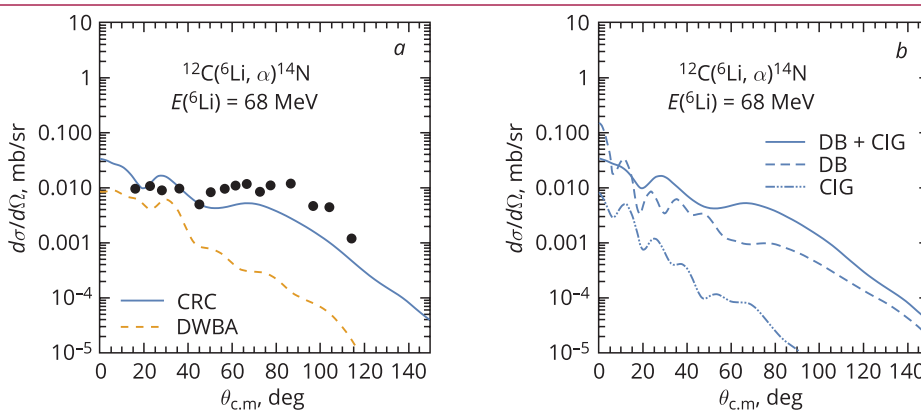 10
1
0.100
0.010
0.001
10⁻⁴
10⁻⁵
dσ/dΩ, mb/sr
a
¹²C(⁶Li, α)¹⁴N
E(⁶Li) = 68 MeV
CRC
DWBA
0 20 40 60 80 100 120 140
θc.m, deg
10
1
0.100
0.010
0.001
10⁻⁴
10⁻⁵
dσ/dΩ, mb/sr
b
¹²C(⁶Li, α)¹⁴N
E(⁶Li) = 68 MeV
DB + CIG
DB
CIG
0 20 40 60 80 100 120 140
θc.m, deg